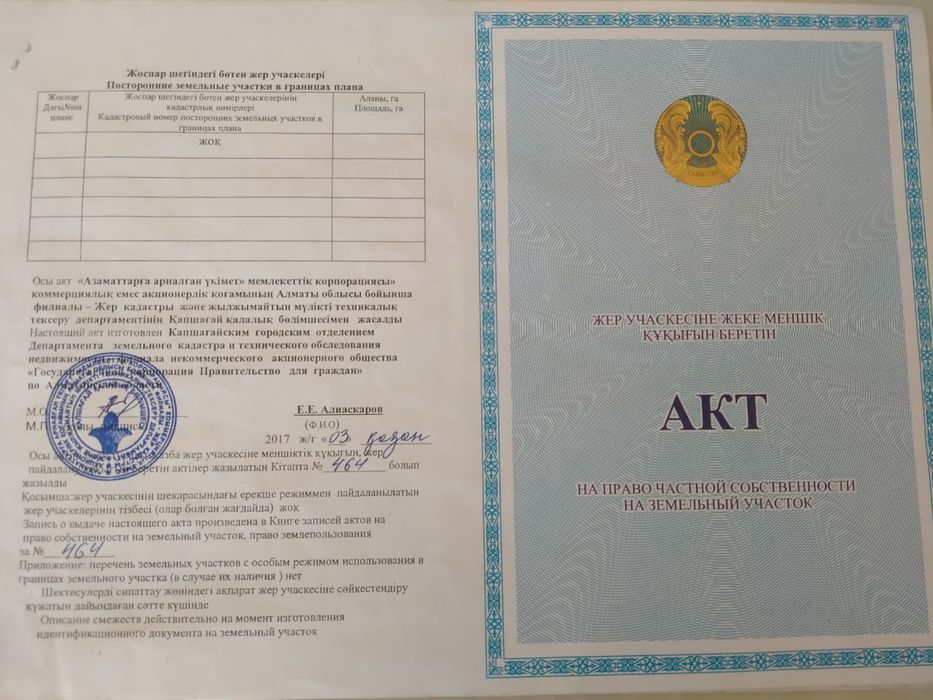 Жоспар шегіндегі бөтен жер учаскелері
Посторонние земельные участки в границах плана
Жоспар
Дағы№на
плане
Жоспар шегіндегі бөтен жер учаскелерінің
кадастрлық нөмірлері
Кадастровый номер посторонних земельных участков в
границах плана
Алаңы, га
Площадь, га
жоқ
Осы акт «Азаматтарға арналған үкімет» мемлекеттік корпорациясы»
коммерциялық емес акционерлік қоғамының Алматы облысы бойынша
филиалы – Жер кадастры және жылжымайтын мүлікті техникалық
тексеру департаментінің Қапшағай қалалық бөлімшесімен жасалды
Настоящий акт изготовлен Капшагайским городским отделением
Департамента земельного кадастра и технического обследования
недвижимости филиала некоммерческого акционерного общества
«Государственная корпорация Правительство для граждан»
по Алматинской области
М.О.
М.П. подпись
Е.Е. Алиаскаров
(Ф.И.О)
2017 ж/г «03» қазан
Осы жазба жер учаскесіне меншіктік құқығын, жер
актілер жазылатын Кітапта № 464 болып
жазылды
Қосымша:жер учаскесінің шекарасындағы ерекше режиммен пайдаланылатын
жер учаскелерінің тізбесі (олар болған жағдайда) жоқ
Запись о выдаче настоящего акта произведена в Книге записей актов на
право собственности на земельный участок, право землепользования
за № 464
Приложение: перечень земельных участков с особым режимом использования в
границах земельного участка (в случае их наличия ) нет
Шектесулерді сипаттау жөніндегі ақпарат жер учаскесіне сәйкестендіру
құжатын дайындаған сәтте күшінде
Описание смежеств действительно на момент изготовления
идентификационного документа на земельный участок
ЖЕР УЧАСКЕСІНЕ ЖЕКЕ МЕНШІК
ҚҰҚЫҒЫН БЕРЕТІН
АКТ
НА ПРАВО ЧАСТНОЙ СОБСТВЕННОСТИ
НА ЗЕМЕЛЬНЫЙ УЧАСТОК